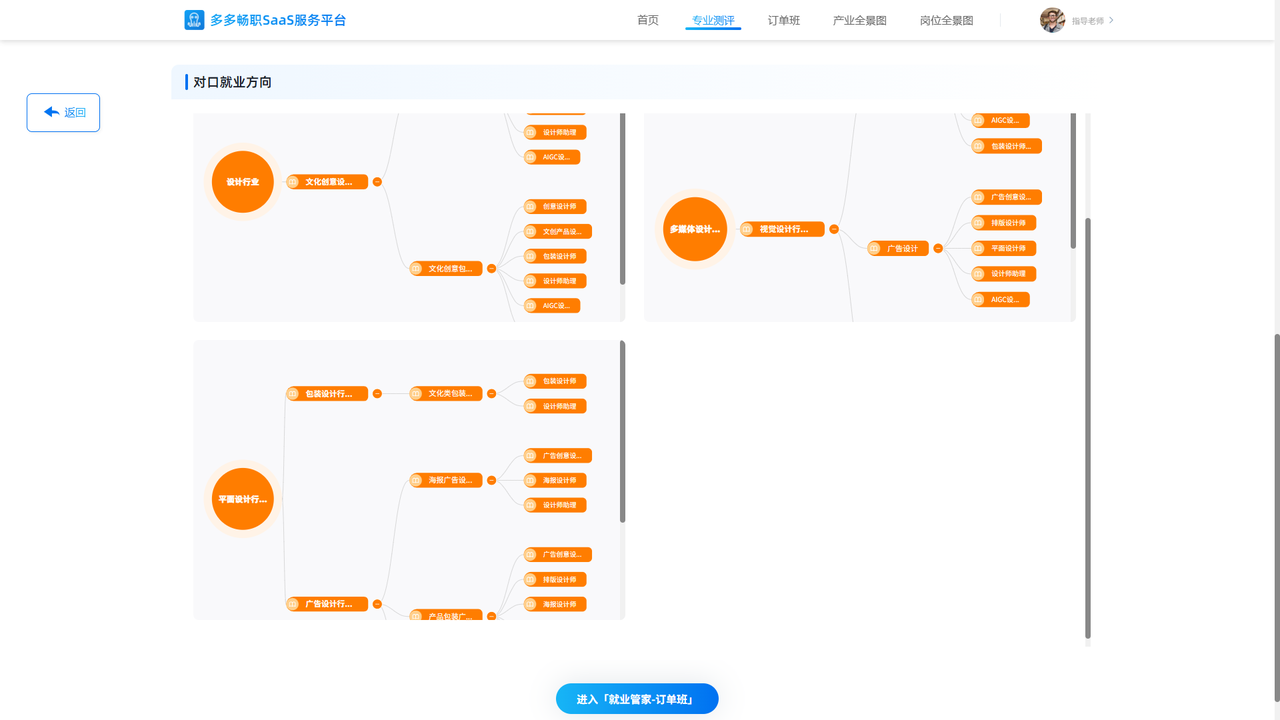 多多畅职SaaS服务平台
首页
专业测评
订单班
产业全景图
岗位全景图
指导老师
返回
对口就业方向
设计行业
文化创意设...
设计师助理
AIGC设...
文化创意包...
创意设计师
文创产品设...
包装设计师
设计师助理
AIGC设...
多媒体设计...
视觉设计行...
AIGC设...
包装设计师...
广告设计
广告创意设...
排版设计师
平面设计师
设计师助理
AIGC设...
平面设计行...
包装设计行...
文化类包装...
包装设计师
设计师助理
海报广告设...
广告创意设...
海报设计师
设计师助理
广告设计行...
产品包装广...
广告创意设...
排版设计师
海报设计师
进入「就业管家-订单班」